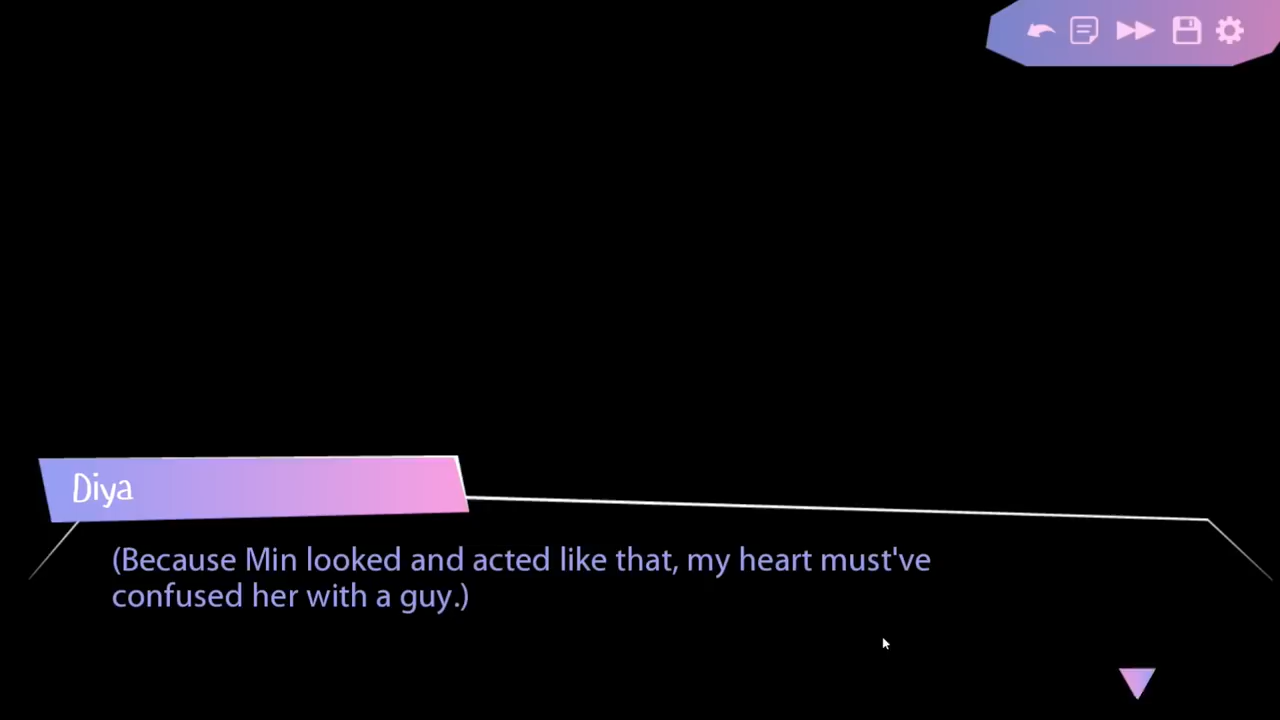 Diya
(Because Min looked and acted like that, my heart must've
confused her with a guy.)